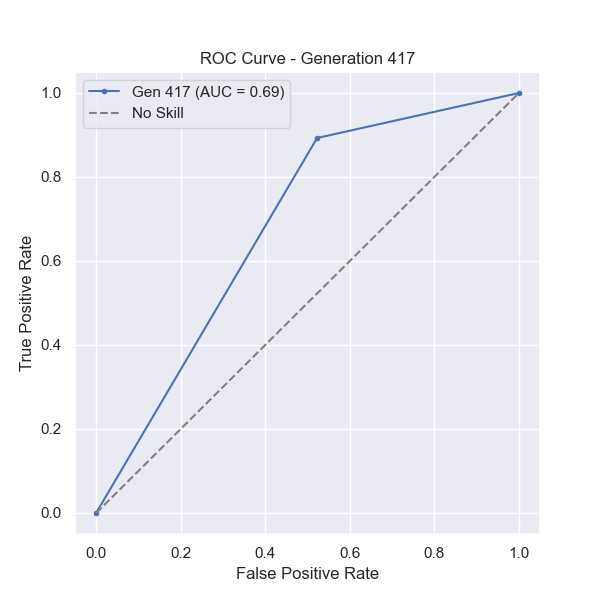 ROC Curve - Generation 417
Gen 417 (AUC = 0.69)
No Skill
True Positive Rate
1.0
0.8
0.6
0.4
0.2
0.0
0.0 0.2 0.4 0.6 0.8 1.0
False Positive Rate